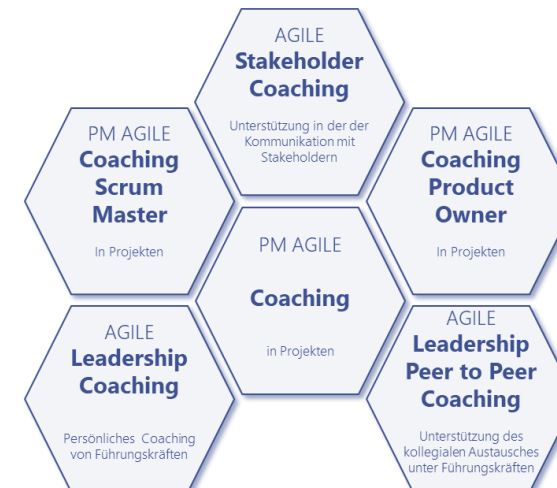 AGILE
Stakeholder
Coaching
Unterstützung in der der
Kommunikation mit
Stakeholdern
PM AGILE
Coaching
Scrum
Master
In Projekten
PM AGILE
Coaching
Product
Owner
In Projekten
PM AGILE
Coaching
in Projekten
AGILE
Leadership
Coaching
Persönliches Coaching
von Führungskräften
AGILE
Leadership
Peer to Peer
Coaching
Unterstützung des
kollegialen Austausches
unter Führungskräften